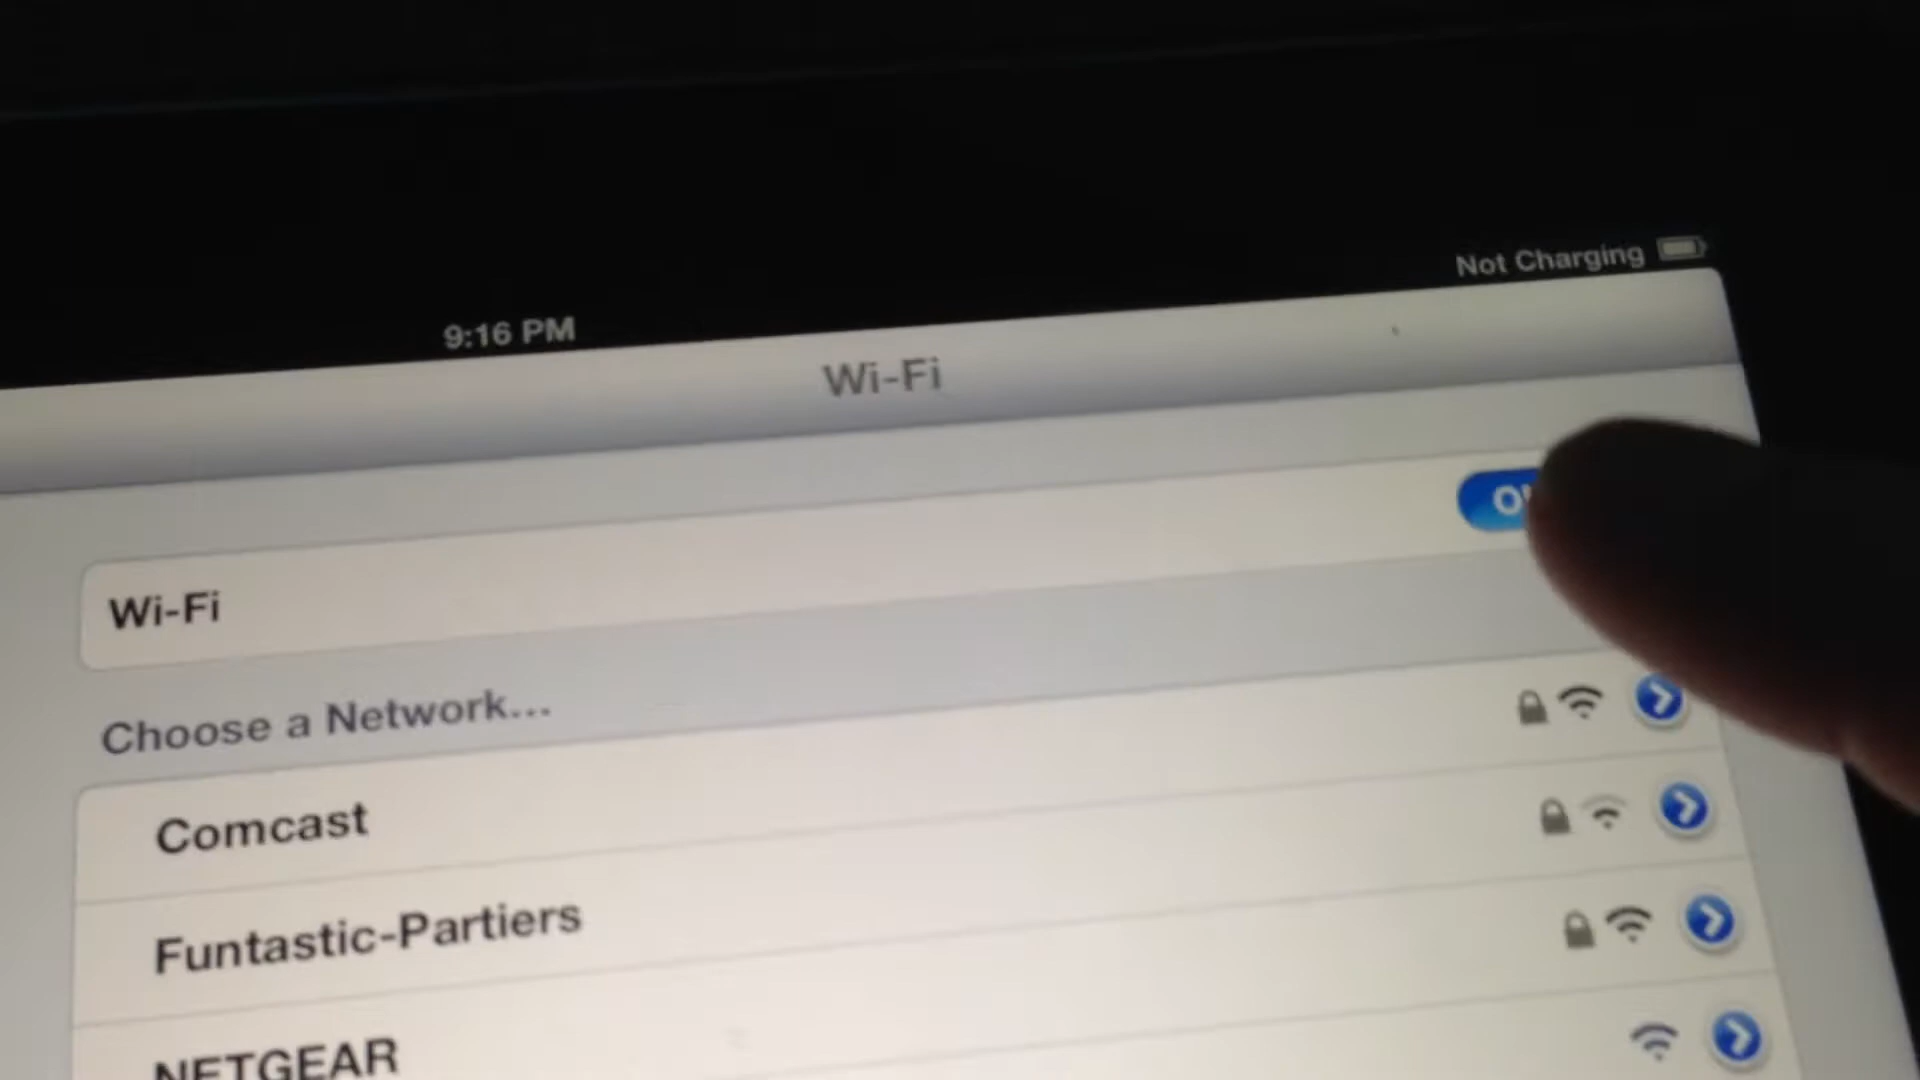 Not Charging
9:16 PM
Wi-Fi
Wi-Fi
Choose a Network...
Comcast
Funtastic-Partiers
NETGEAR